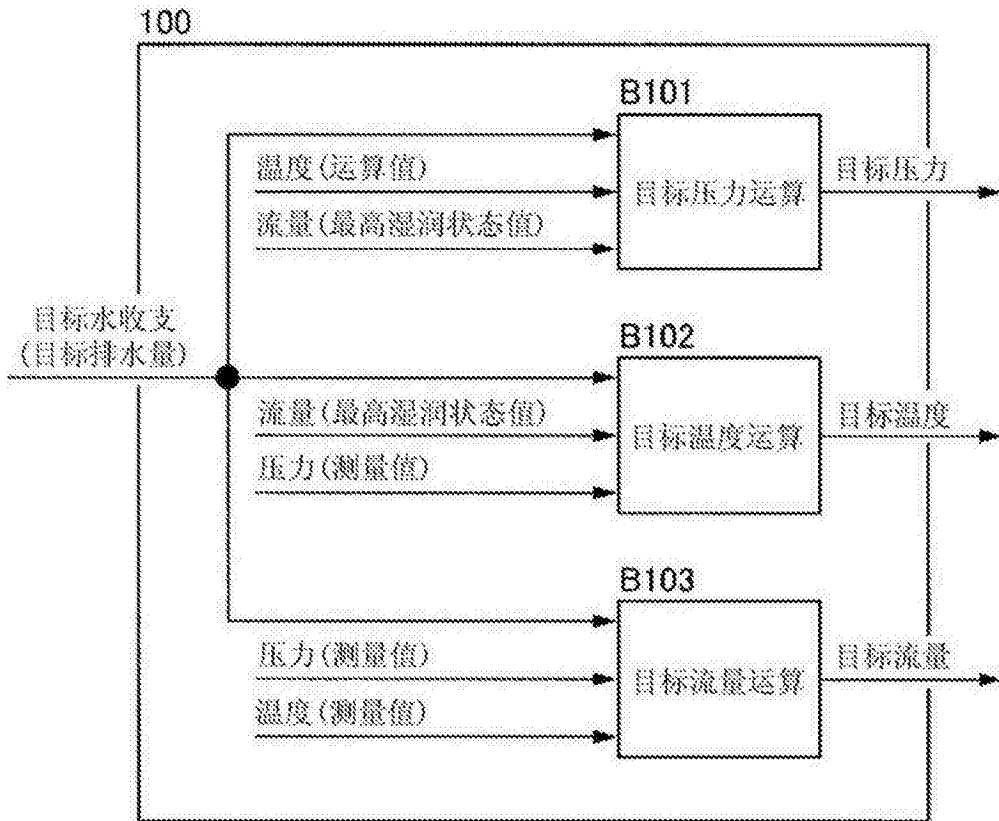 100
B101
温度(运算值)
流量(最高湿润状态值)
目标压力运算
目标压力
目标水收支
(目标排水量)
B102
流量(最高湿润状态值)
压力(测量值)
目标温度运算
目标温度
B103
压力(测量值)
温度(测量值)
目标流量运算
目标流量